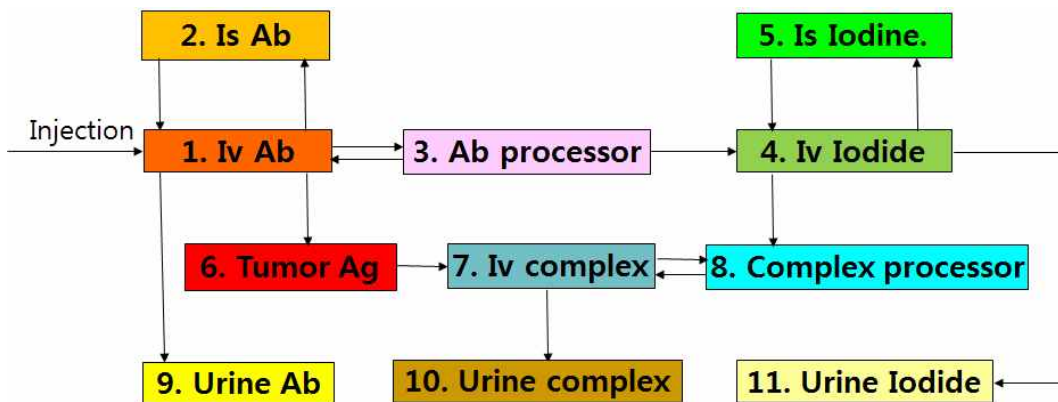 2. Is Ab
5. Is Iodine.
Injection
1. Iv Ab
3. Ab processor
4. Iv Iodide
6. Tumor Ag
7. Iv complex
8. Complex processor
9. Urine Ab
10. Urine complex
11. Urine Iodide